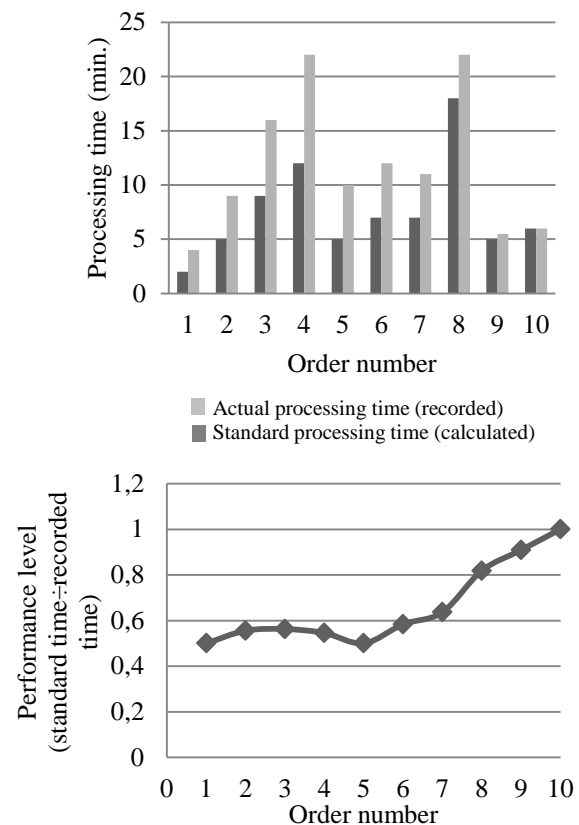 Processing time (min.)
25
20
15
10
5
0
1 2 3 4 5 6 7 8 9 10
Order number
Actual processing time (recorded)
Standard processing time (calculated)
Performance level
(standard time÷recorded
time)
1,2
1
0,8
0,6
0,4
0,2
0
0 1 2 3 4 5 6 7 8 9 10
Order number